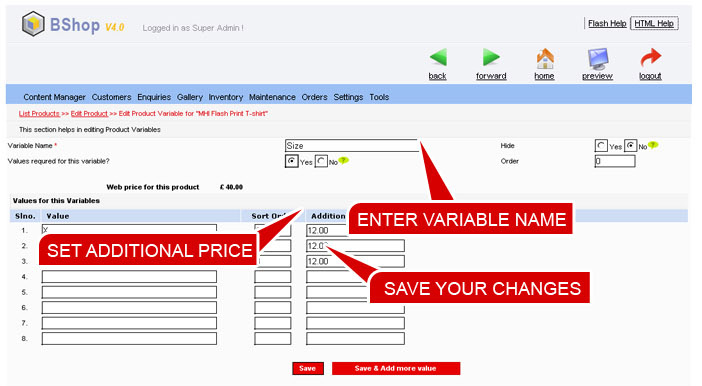 BShop V4.0
Logged in as Super Admin !
Flash Help HTML Help
back forward home preview logout
Content Manager Customers Enquiries Gallery Inventory Maintenance Orders Settings Tools
List Products >> Edit Product >> Edit Product Variable for "MHI Flash Print T-shirt"
This section helps in editing Product Variables
Variable Name * Size Hide Yes No ?
Values requred for this variable? Yes No ? Order 0
Web price for this product £ 40.00
ENTER VARIABLE NAME
Values for this Variables
Slno. Value Sort Addition
1. X 12.00
SET ADDITIONAL PRICE
2. 12.0
3. 12.00
4.
SAVE YOUR CHANGES
5.
6.
7.
8.
Save Save & Add more value